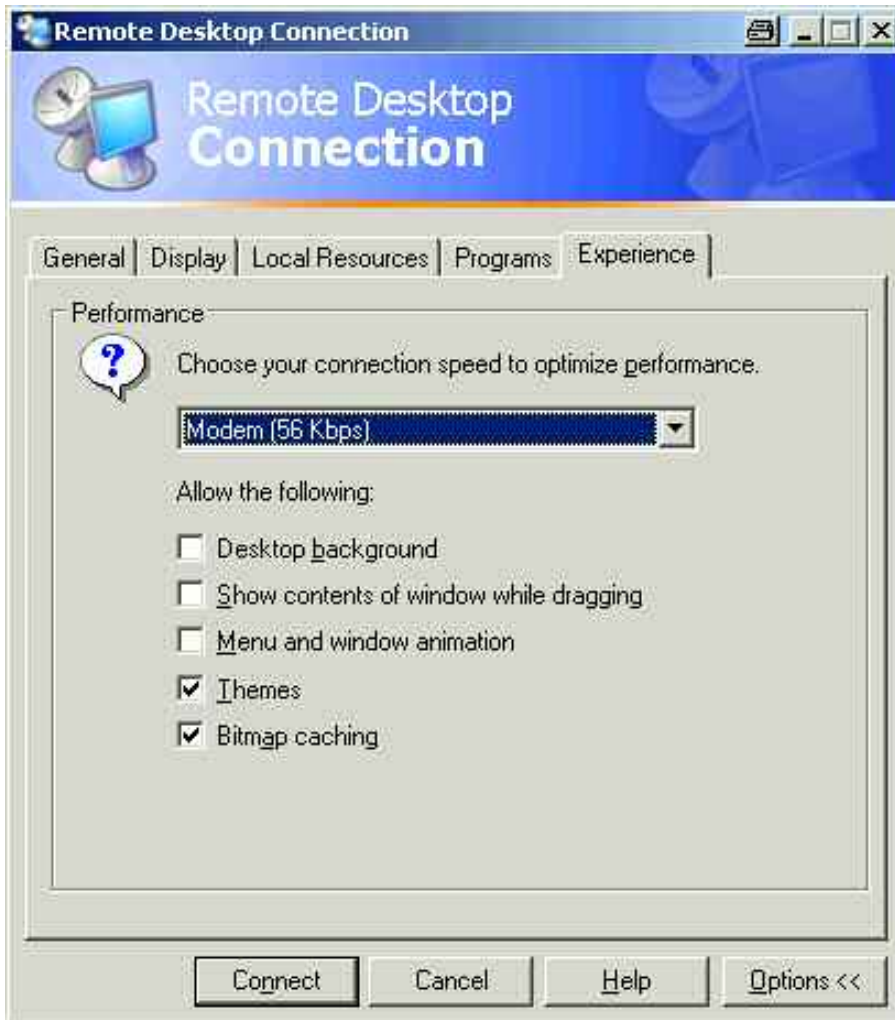 Remote Desktop Connection
Remote Desktop
Connection
General Display Local Resources Programs Experience
Performance
?
Choose your connection speed to optimize performance.
Modem (56 Kbps)
Allow the following:
Desktop background
Show contents of window while dragging
Menu and window animation
Themes
Bitmap caching
Connect Cancel Help Options <<